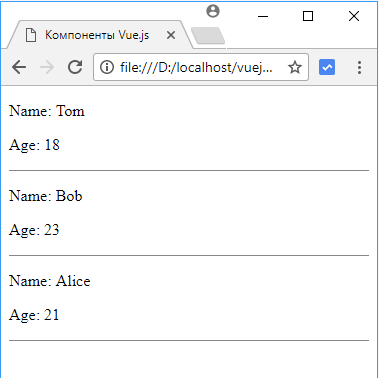 Компоненты Vue.js
file:///D:/localhost/vuej...
Name: Tom
Age: 18
Name: Bob
Age: 23
Name: Alice
Age: 21